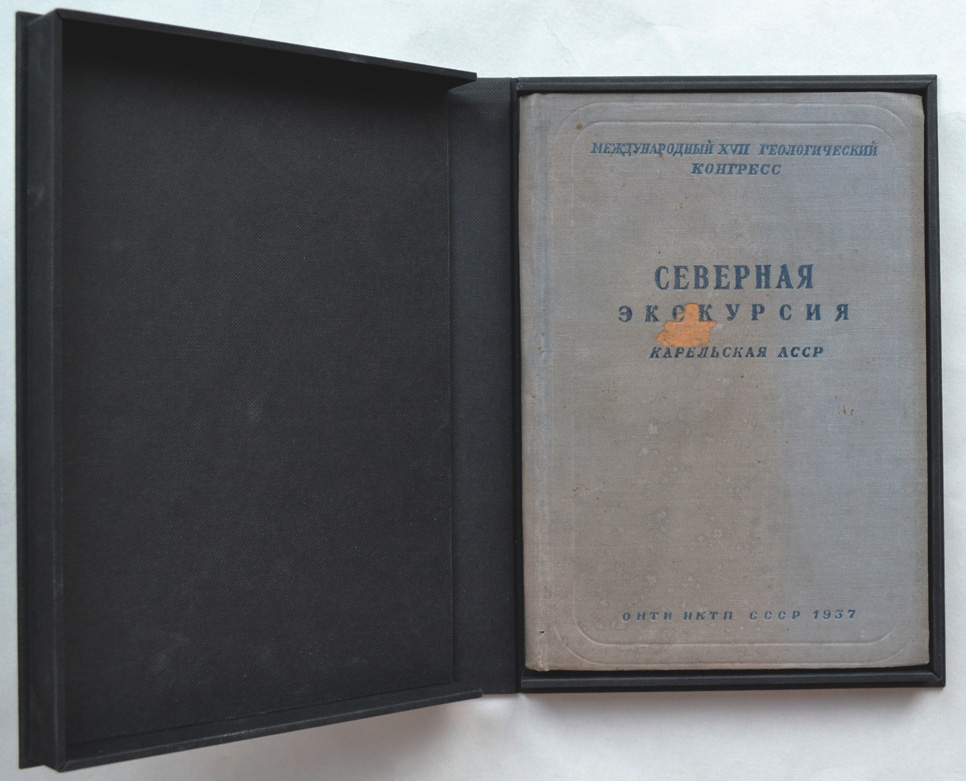 МЕЖДУНАРОДНЫЙ XVII ГЕОЛОГИЧЕСКИЙ
КОНГРЕСС
СЕВЕРНАЯ
ЭКСКУРСИЯ
КАРЕЛЬСКАЯ АССР
ОНТИ НКТП СССР 1937